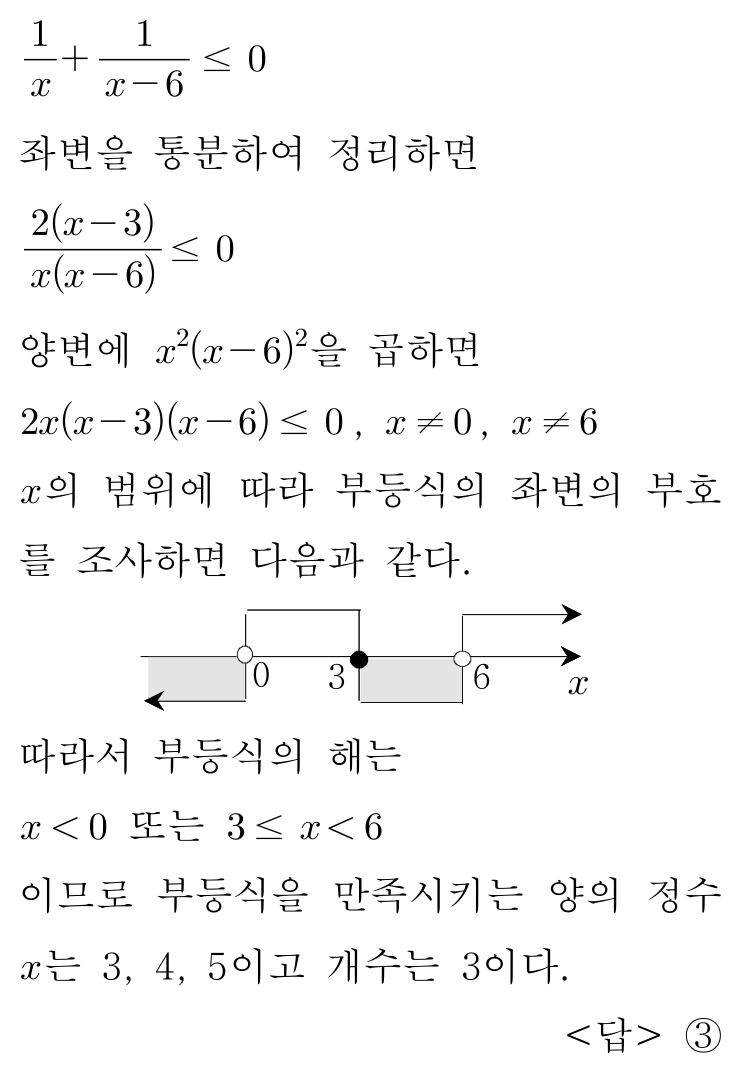 1/x + 1/(x−6) ≤ 0
좌변을 통분하여 정리하면
2(x−3)/x(x−6) ≤ 0
양변에 x²(x−6)²을 곱하면
2x(x−3)(x−6) ≤ 0, x≠0, x≠6
x의 범위에 따라 부등식의 좌변의 부호
를 조사하면 다음과 같다.
0 3 6 x
따라서 부등식의 해는
x<0 또는 3≤x<6
이므로 부등식을 만족시키는 양의 정수
x는 3, 4, 5이고 개수는 3이다.
<답> ③